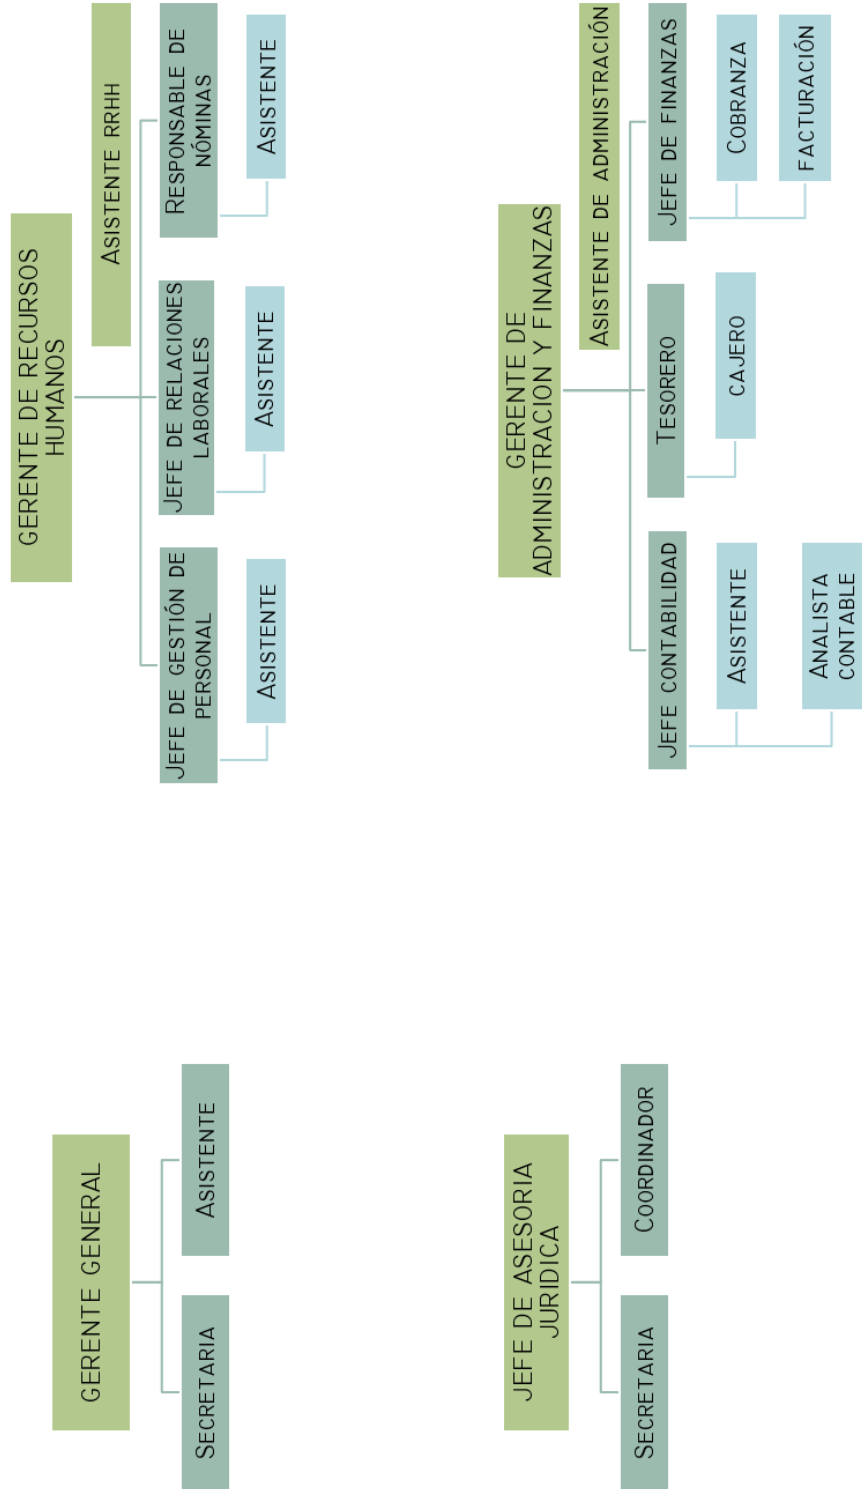 GERENTE GENERAL
SECRETARIA
ASISTENTE
GERENTE DE RECURSOS
HUMANOS
ASISTENTE RRHH
JEFE DE GESTIÓN DE
PERSONAL
ASISTENTE
JEFE DE RELACIONES
LABORALES
ASISTENTE
RESPONSABLE DE
NÓMINAS
ASISTENTE
JEFE DE ASESORIA
JURIDICA
SECRETARIA
COORDINADOR
GERENTE DE
ADMINISTRACION Y FINANZAS
ASISTENTE DE ADMINISTRACIÓN
JEFE CONTABILIDAD
ASISTENTE
ANALISTA
CONTABLE
TESORERO
CAJERO
JEFE DE FINANZAS
COBRANZA
FACTURACIÓN